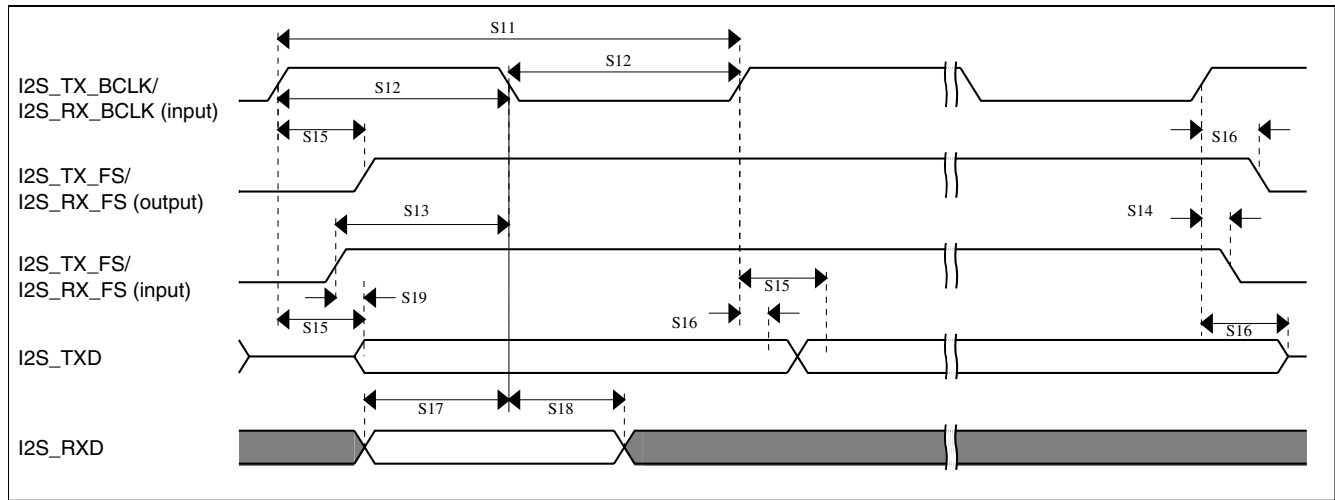 S11
S12
I2S_TX_BCLK/
I2S_RX_BCLK (input)
S12
S15
S16
I2S_TX_FS/
I2S_RX_FS (output)
S13
S14
I2S_TX_FS/
I2S_RX_FS (input)
S15
S19
S15
S16
S16
I2S_TXD
S17
S18
I2S_RXD